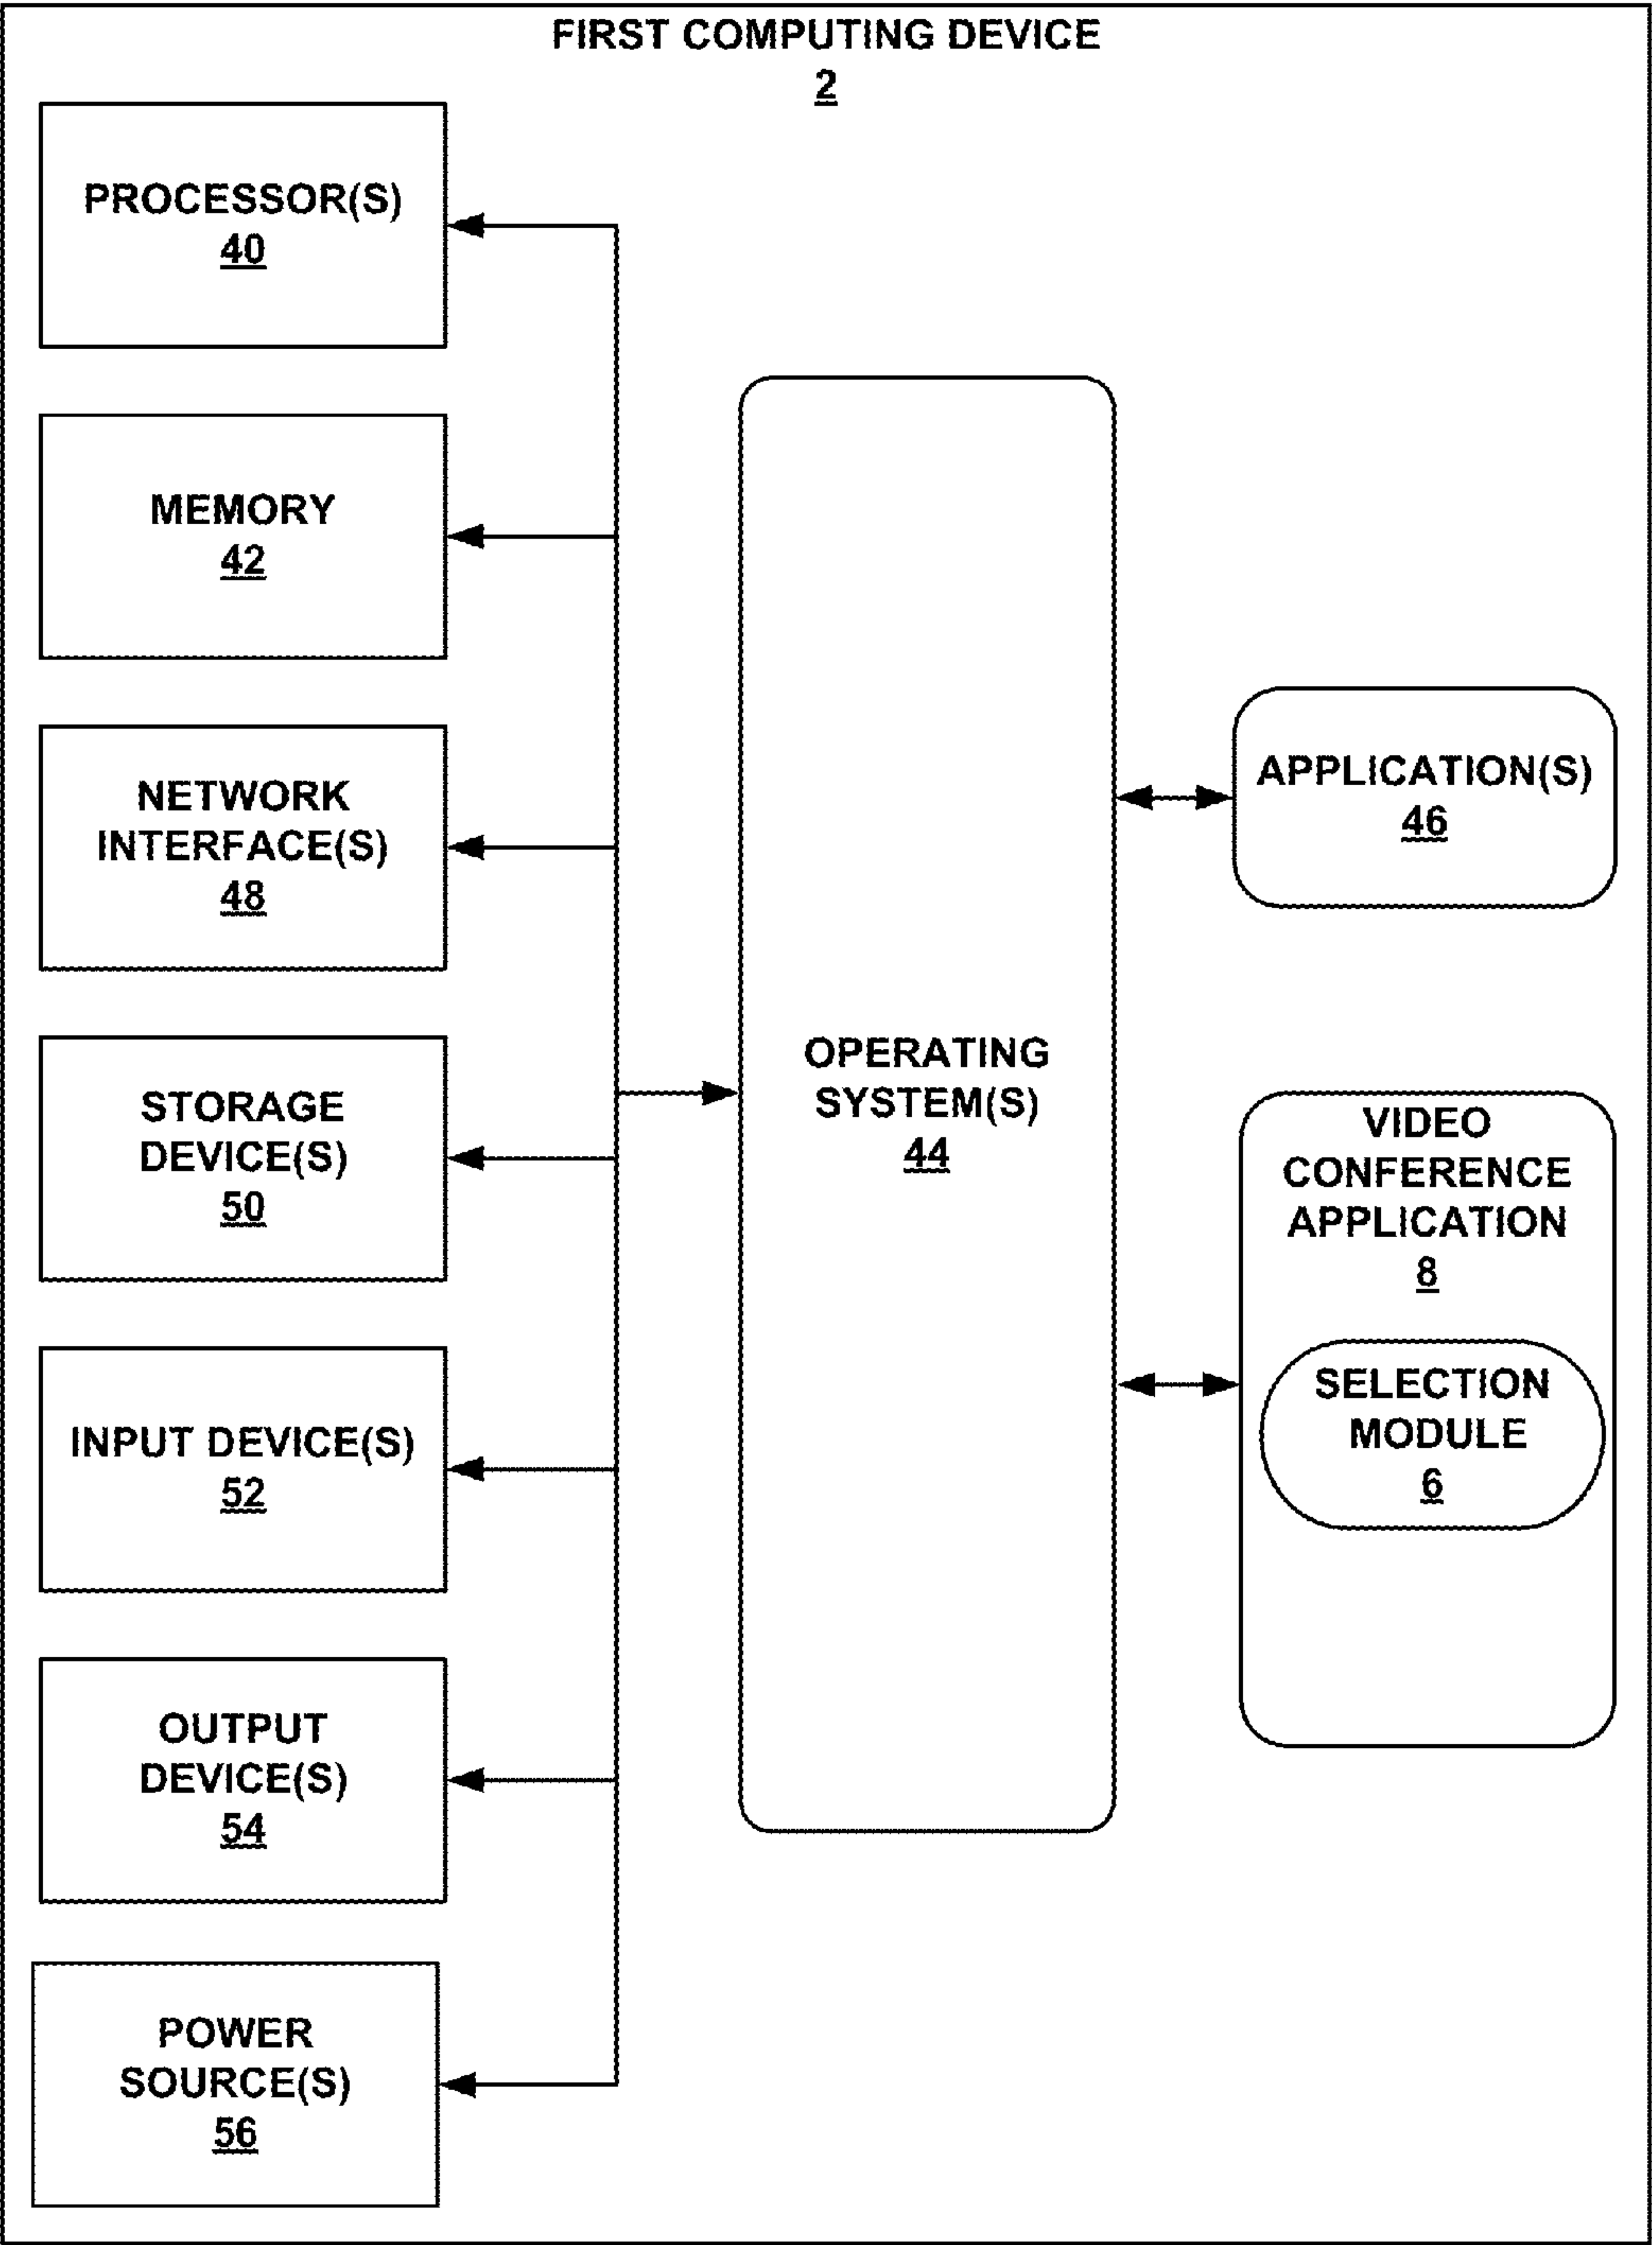 FIRST COMPUTING DEVICE
2
PROCESSOR(S)
40
MEMORY
42
NETWORK
INTERFACE(S)
48
STORAGE
DEVICE(S)
50
INPUT DEVICE(S)
52
OUTPUT
DEVICE(S)
54
POWER
SOURCE(S)
56
OPERATING
SYSTEM(S)
44
APPLICATION(S)
46
VIDEO
CONFERENCE
APPLICATION
8
SELECTION
MODULE
6